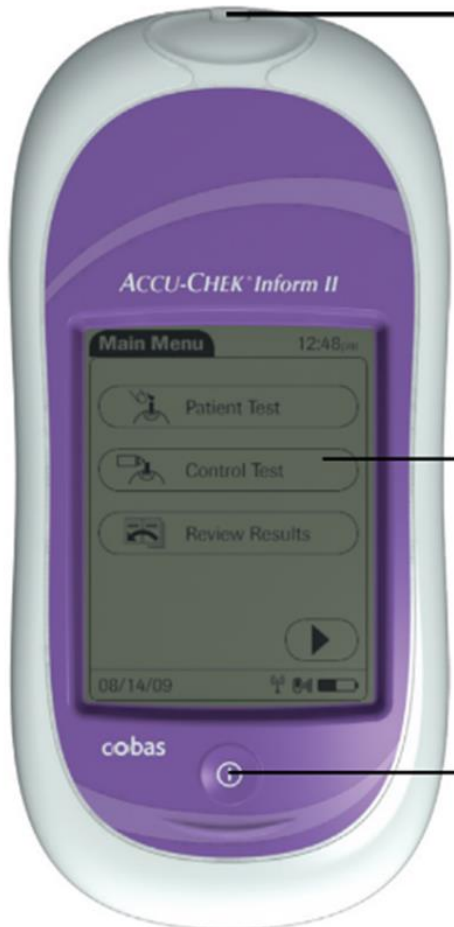 ACCU-CHEK® Inform II
Main Menu 12:48pm
Patient Test
Control Test
Review Results
08/14/09
cobas